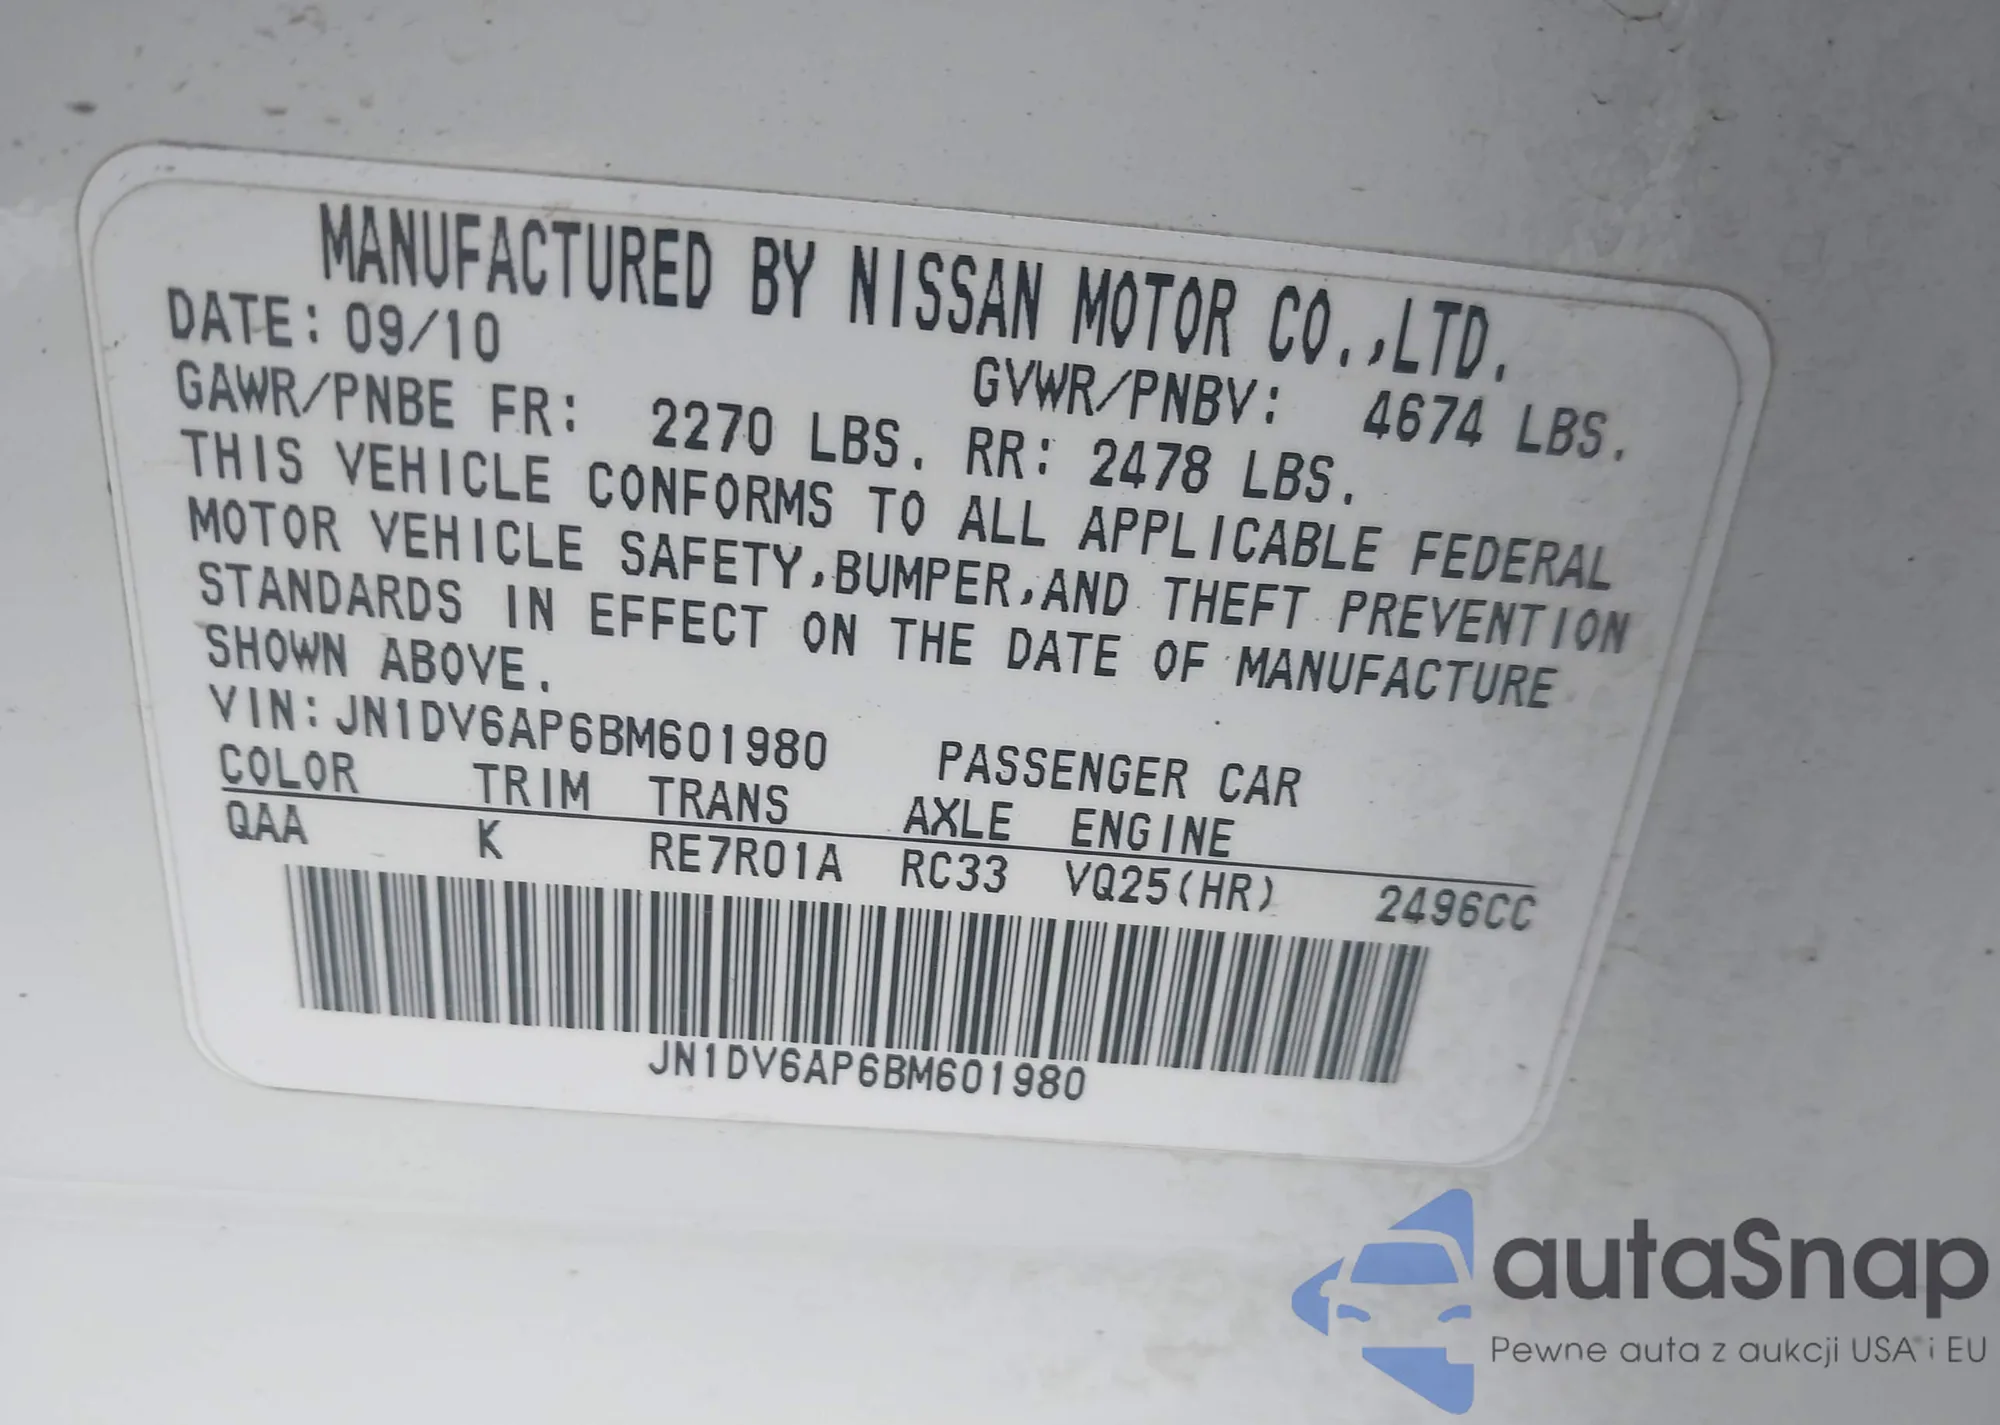 MANUFACTURED BY NISSAN MOTOR CO.,LTD.
DATE: 09/10
GVWR/PNBV: 4674 LBS.
GAWR/PNBE FR: 2270 LBS. RR: 2478 LBS.
THIS VEHICLE CONFORMS TO ALL APPLICABLE FEDERAL
MOTOR VEHICLE SAFETY,BUMPER,AND THEFT PREVENTION
STANDARDS IN EFFECT ON THE DATE OF MANUFACTURE
SHOWN ABOVE.
VIN:JN1DV6AP6BM601980 PASSENGER CAR
COLOR TRIM TRANS AXLE ENGINE
QAA K RE7R01A RC33 VQ25(HR) 2496CC
JN1DV6AP6BM601980
autaSnap
Pewne auta z aukcji USA i EU